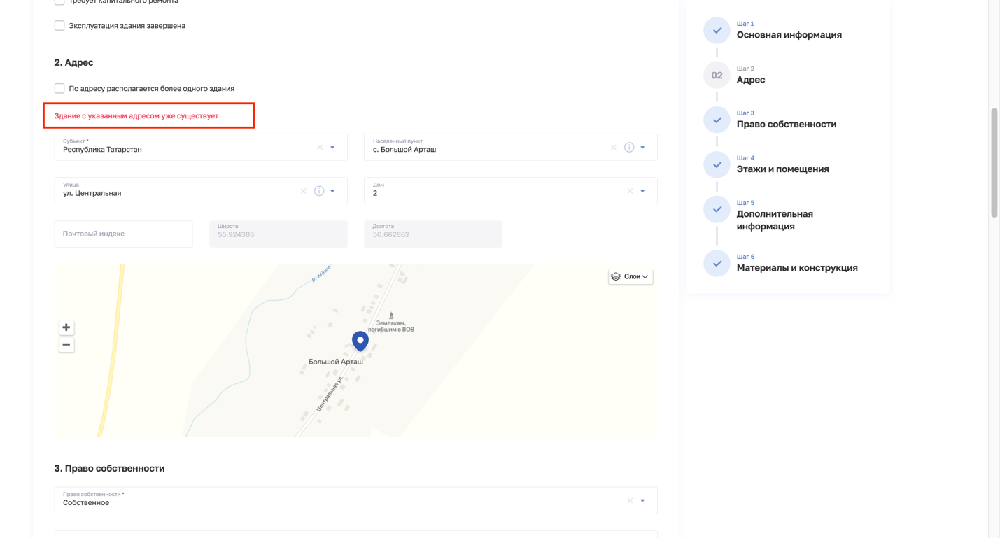 Требует капитального ремонта
Эксплуатация здания завершена
2. Адрес
По адресу располагается более одного здания
Здание с указанным адресом уже существует
Субъект *
Республика Татарстан
Населенный пункт
с. Большой Арташ
Улица
ул. Центральная
Дом
2
Почтовый индекс
Широта
55.924386
Долгота
50.662862
р. Мёша
Слои
Землякам,
погибшим в ВОВ
Большой Арташ
Центральная ул.
3. Право собственности
Право собственности *
Собственное
Шаг 1
Основная информация
02
Шаг 2
Адрес
Шаг 3
Право собственности
Шаг 4
Этажи и помещения
Шаг 5
Дополнительная
информация
Шаг 6
Материалы и конструкция